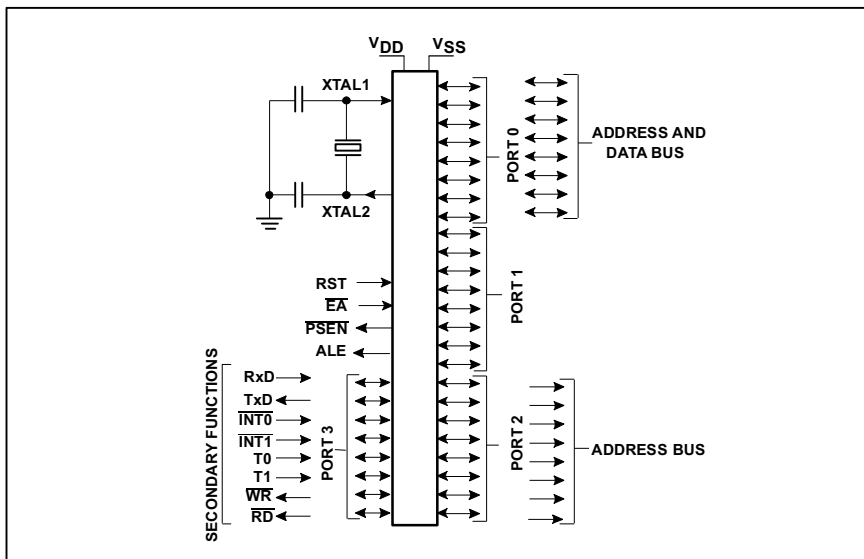 VDD
VSS
XTAL1
XTAL2
PORT 0
ADDRESS AND
DATA BUS
PORT 1
RST
EA
PSEN
ALE
SECONDARY FUNCTIONS
RxD
TxD
INT0
INT1
T0
T1
WR
RD
PORT 3
PORT 2
ADDRESS BUS